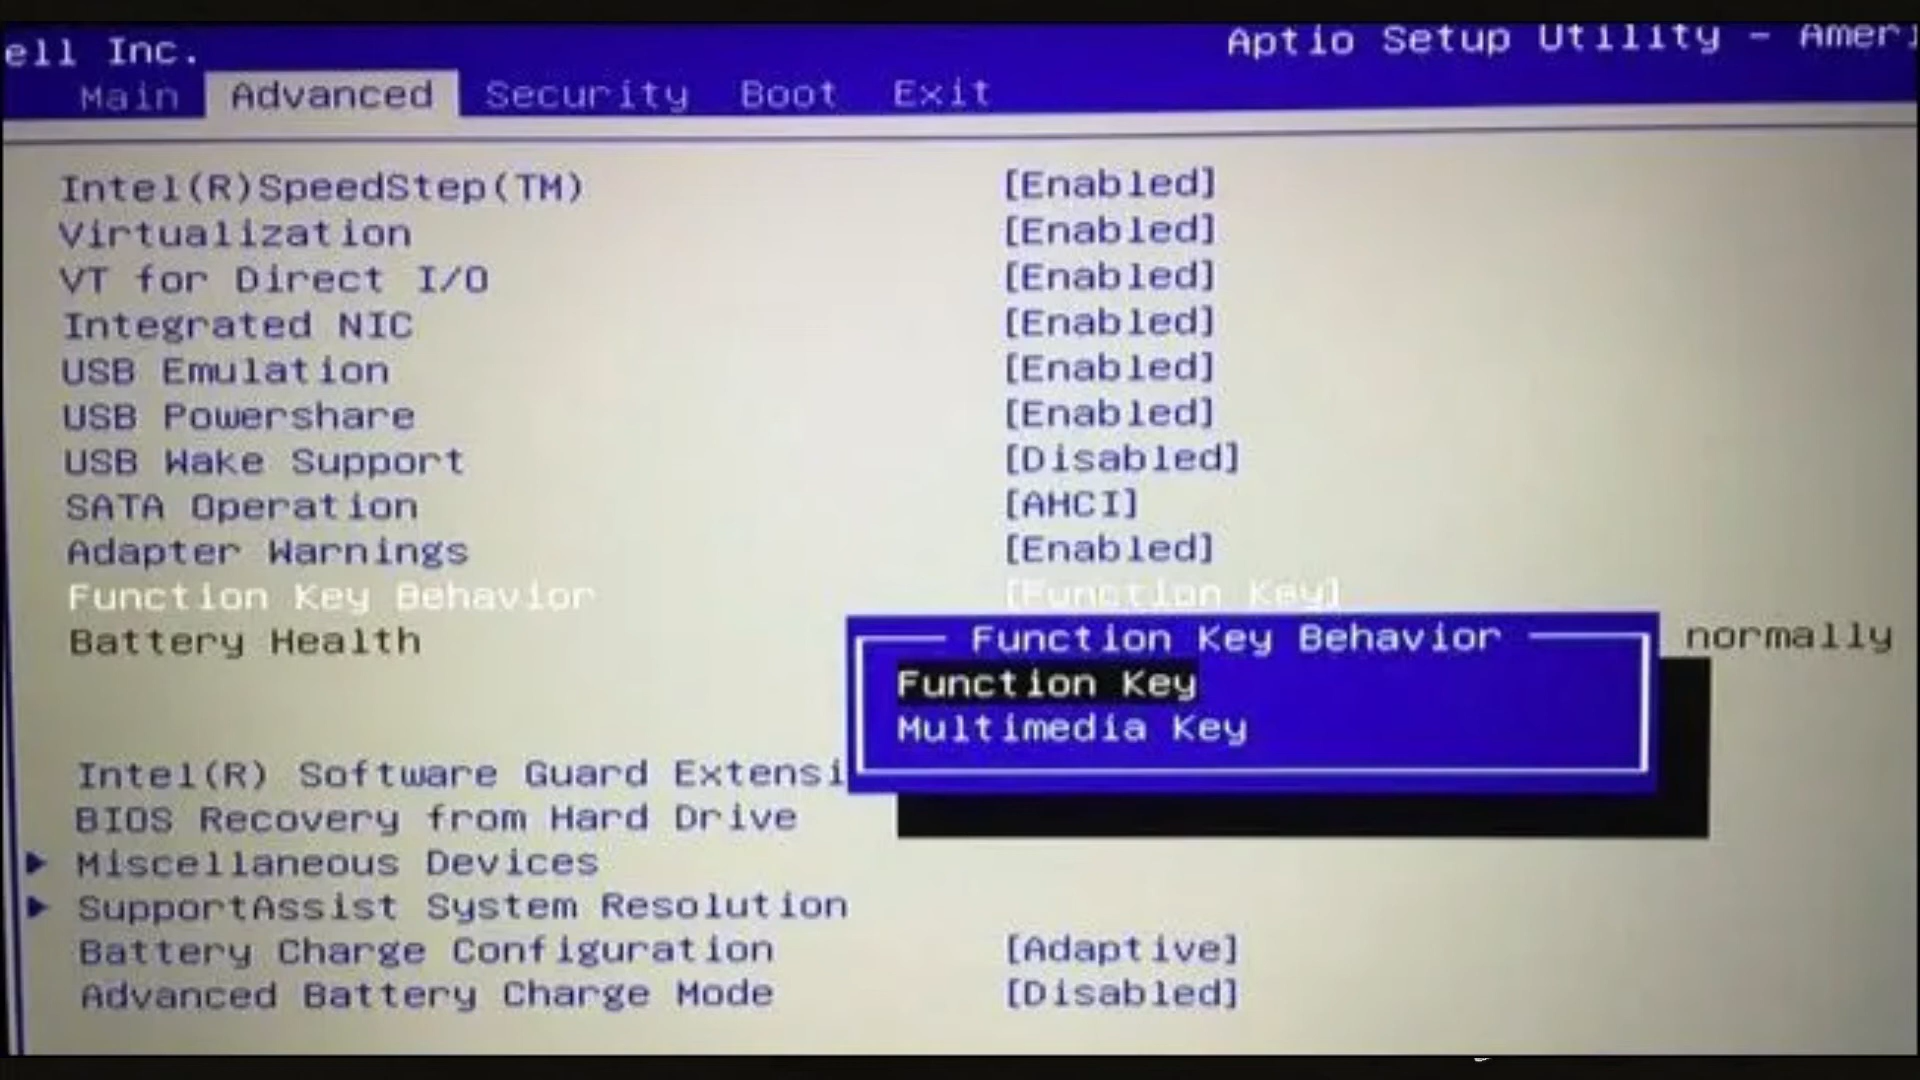 ell Inc.
Aptio Setup Utility - Ameri
Main Advanced Security Boot Exit
Intel(R)SpeedStep(TM) [Enabled]
Virtualization [Enabled]
VT for Direct I/O [Enabled]
Integrated NIC [Enabled]
USB Emulation [Enabled]
USB Powershare [Enabled]
USB Wake Support [Disabled]
SATA Operation [AHCI]
Adapter Warnings [Enabled]
Function Key Behavior [Function Key]
Battery Health normally
Function Key Behavior
Function Key
Multimedia Key
Intel(R) Software Guard Extensi
BIOS Recovery from Hard Drive
Miscellaneous Devices
SupportAssist System Resolution
Battery Charge Configuration [Adaptive]
Advanced Battery Charge Mode [Disabled]